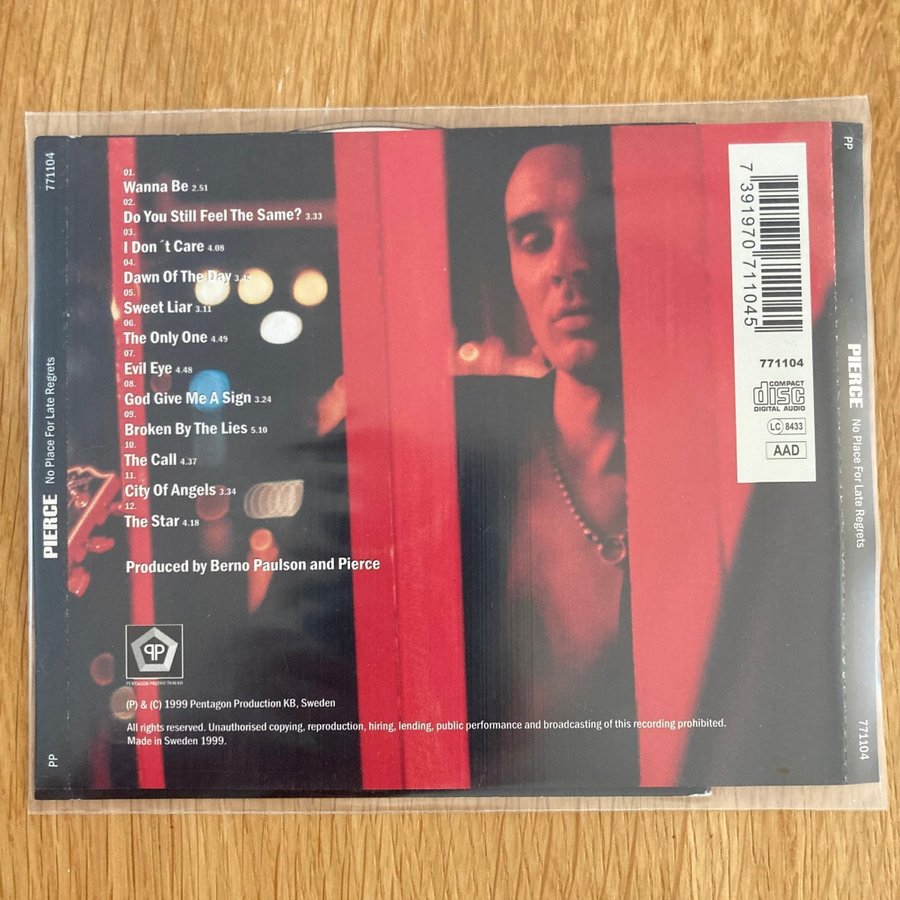 771104
PIERCE No Place For Late Regrets
PP
01.
Wanna Be 2.51
02.
Do You Still Feel The Same? 3.33
03.
I Don´t Care 4.08
04.
Dawn Of The Day
05.
Sweet Liar 3.11
06.
The Only One 4.49
07.
Evil Eye 4.48
08.
God Give Me A Sign 3.24
09.
Broken By The Lies 5.10
10.
The Call 4.37
11.
City Of Angels 3.34
12.
The Star 4.18
Produced by Berno Paulson and Pierce
PP
PENTAGON PRODUCTION KB
(P) & (C) 1999 Pentagon Production KB, Sweden
All rights reserved. Unauthorised copying, reproduction, hiring, lending, public performance and broadcasting of this recording prohibited.
Made in Sweden 1999.
7 391970 711045
771104
COMPACT
disc
DIGITAL AUDIO
LC 8433
AAD
PP
PIERCE No Place For Late Regrets
771104